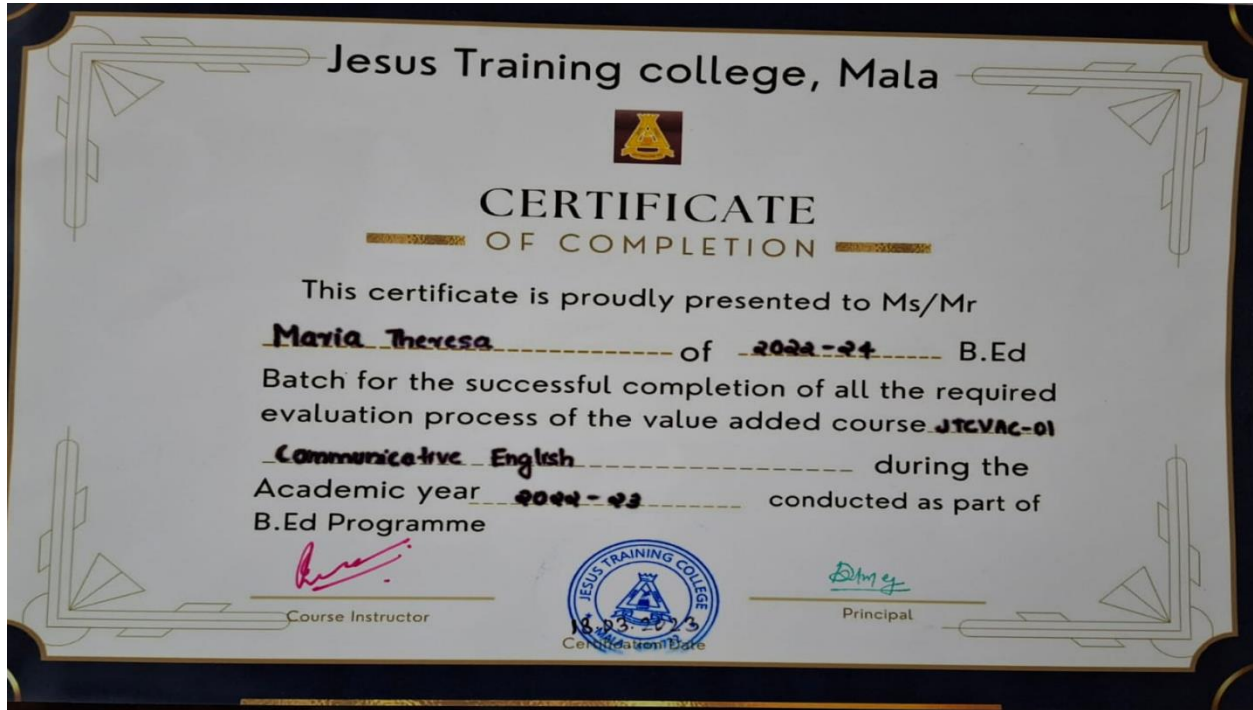 Jesus Training college, Mala
CERTIFICATE
OF COMPLETION
This certificate is proudly presented to Ms/Mr
Maria Theresa of 2022-24 B.Ed
Batch for the successful completion of all the required
evaluation process of the value added course JTCVAC-01
Communicative English during the
Academic year 2022-23 conducted as part of
B.Ed Programme
JESUS TRAINING COLLEGE
MALA
18.03.2023
Course Instructor
Certification Date
Principal